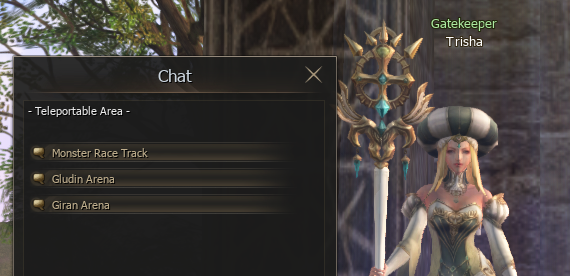 Gatekeeper
Trisha
Chat
- Teleportable Area -
Monster Race Track
Gludin Arena
Giran Arena